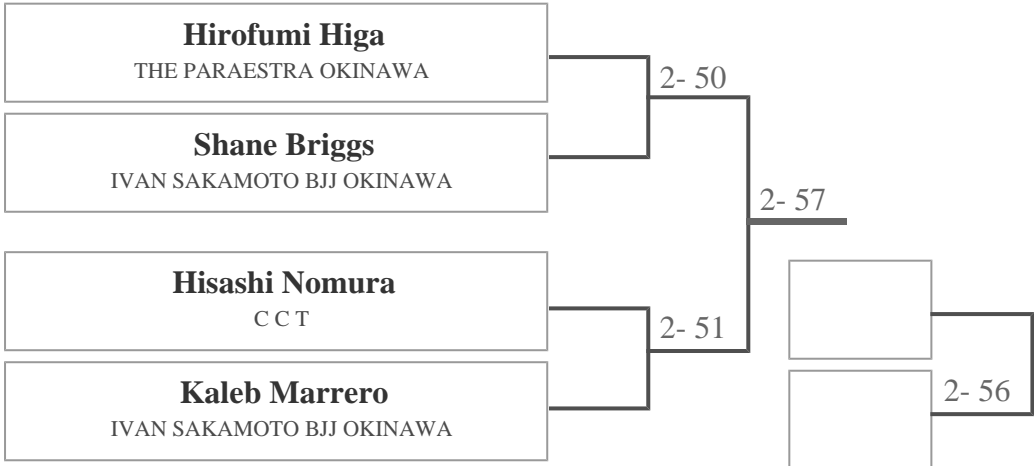 Hirofumi Higa
THE PARAESTRA OKINAWA
2- 50
Shane Briggs
IVAN SAKAMOTO BJJ OKINAWA
2- 57
Hisashi Nomura
C C T
2- 51
Kaleb Marrero
IVAN SAKAMOTO BJJ OKINAWA
2- 56